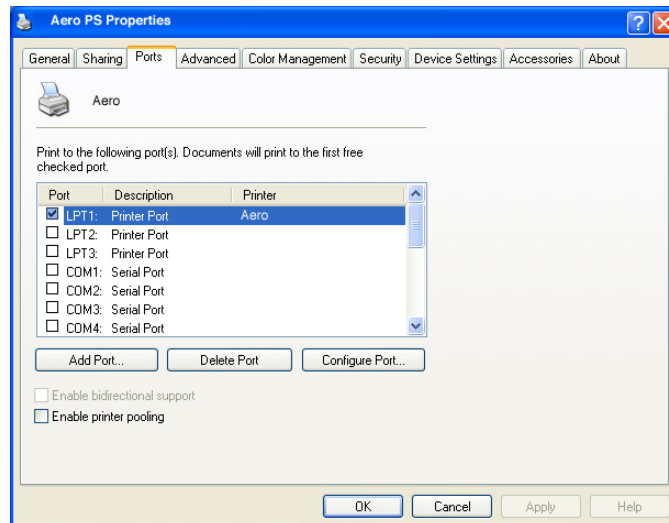 Aero PS Properties
General Sharing Ports Advanced Color Management Security Device Settings Accessories About
Aero
Print to the following port(s). Documents will print to the first free
checked port.
Port Description Printer
LPT1: Printer Port Aero
LPT2: Printer Port
LPT3: Printer Port
COM1: Serial Port
COM2: Serial Port
COM3: Serial Port
COM4: Serial Port
Add Port... Delete Port Configure Port...
Enable bidirectional support
Enable printer pooling
OK Cancel Apply Help